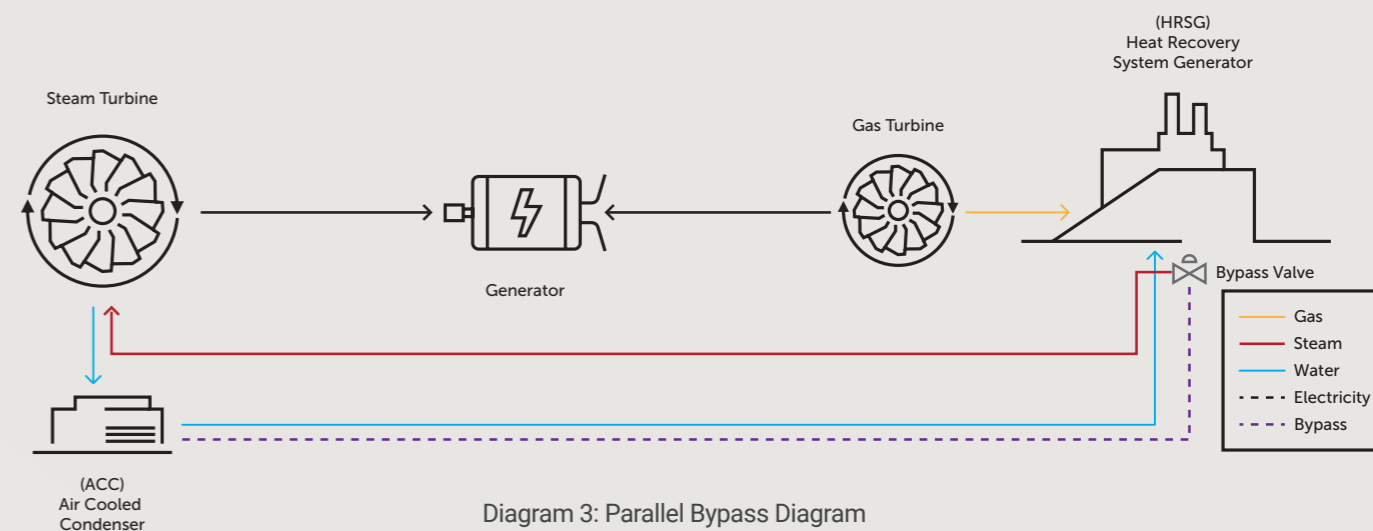 (HRSG)
Heat Recovery
System Generator
Steam Turbine
Gas Turbine
Generator
Bypass Valve
Gas
Steam
Water
Electricity
Bypass
(ACC)
Air Cooled
Condenser
Diagram 3: Parallel Bypass Diagram